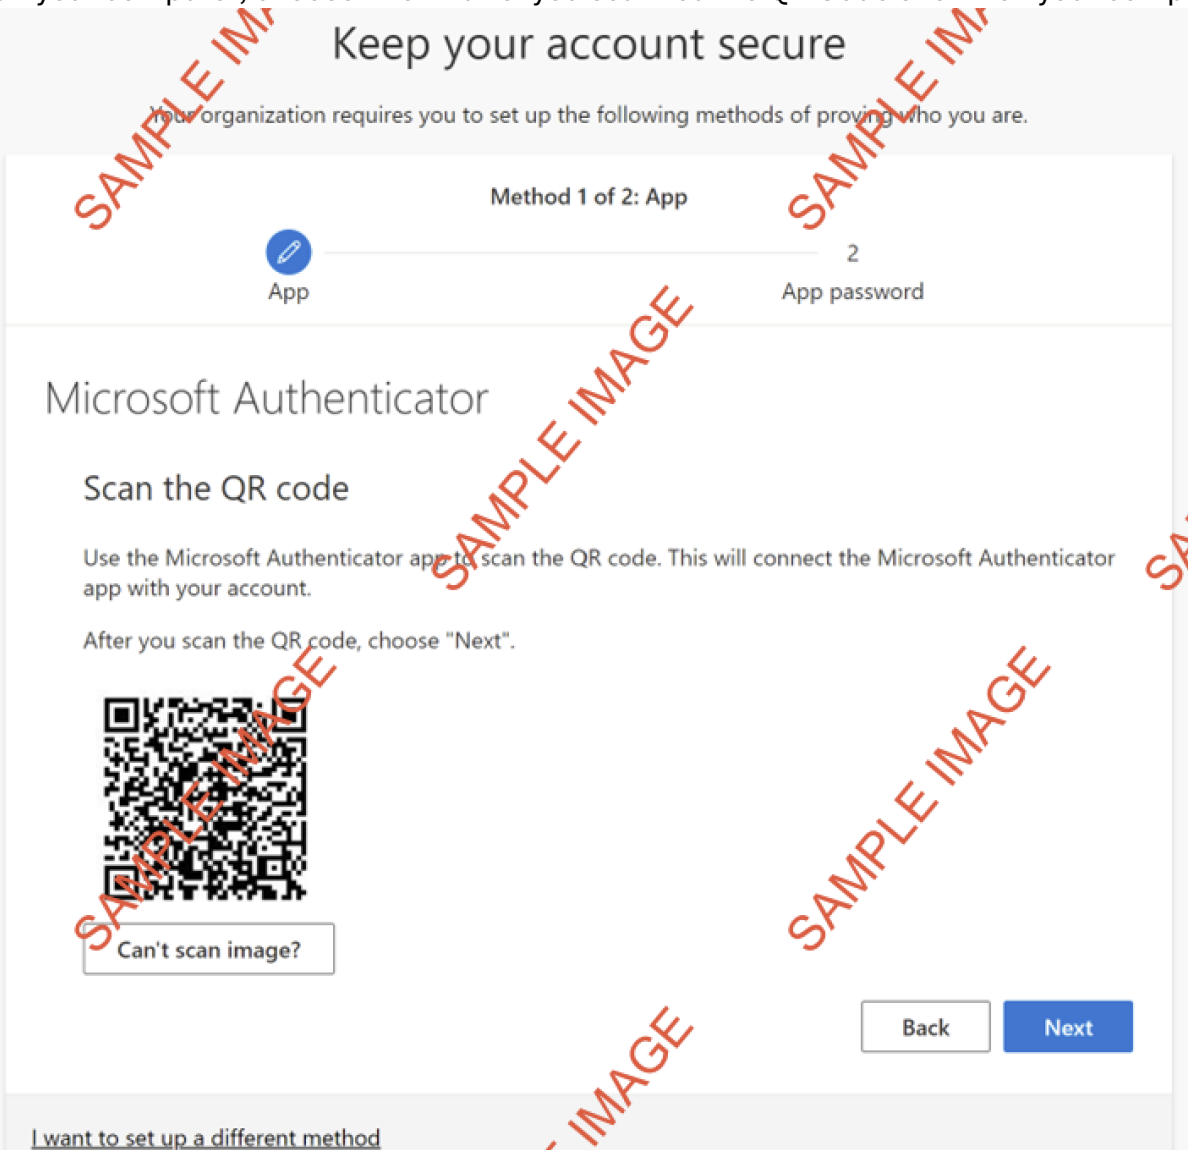 Keep your account secure
Your organization requires you to set up the following methods of proving who you are.
Method 1 of 2: App
2
App
App password
Microsoft Authenticator
Scan the QR code
Use the Microsoft Authenticator app to scan the QR code. This will connect the Microsoft Authenticator
app with your account.
After you scan the QR code, choose "Next".
Can't scan image?
Back
Next
I want to set up a different method
SAMPLE IMAGE
SAMPLE IMAGE
SAMPLE IMAGE
IMAGE